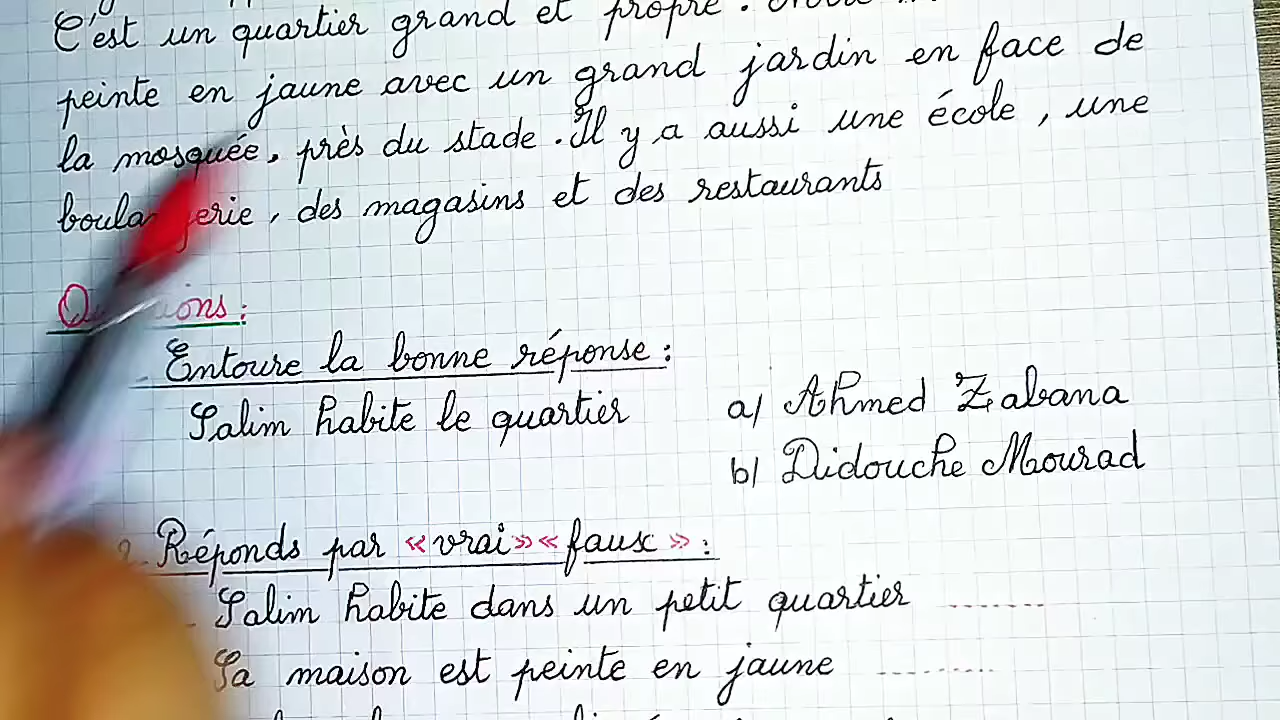 C'est un quartier grand et propre.
peinte en jaune avec un grand jardin en face de
la mosquée, près du stade. Il y a aussi une école, une
boulangerie, des magasins et des restaurants
Questions:
Entoure la bonne réponse:
Salim habite le quartier a) Ahmed Zabana
b) Didouche Mourad
2. Réponds par «vrai» «faux»:
Salim habite dans un petit quartier ........
Sa maison est peinte en jaune ..........